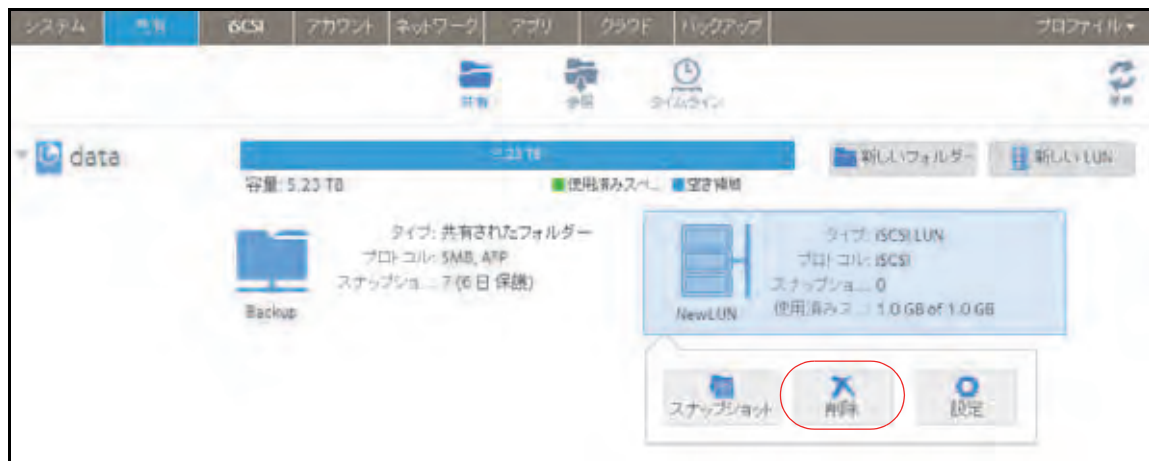 システム 共有 iSCSI アカウント ネットワーク アプリ クラウド バックアップ プロファイル
共有 参照 タイムライン 更新
data
5.23 TB
新しいフォルダー 新しい LUN
容量: 5.23 TB 使用済みスペ... 空き領域
タイプ: 共有されたフォルダー
プロトコル: SMB, AFP
スナップショ...: 7 (6 日 保護)
Backup
タイプ: iSCSI LUN
プロトコル: iSCSI
スナップショ...: 0
使用済みス...: 1.0 GB of 1.0 GB
NewLUN
スナップショット 削除 設定